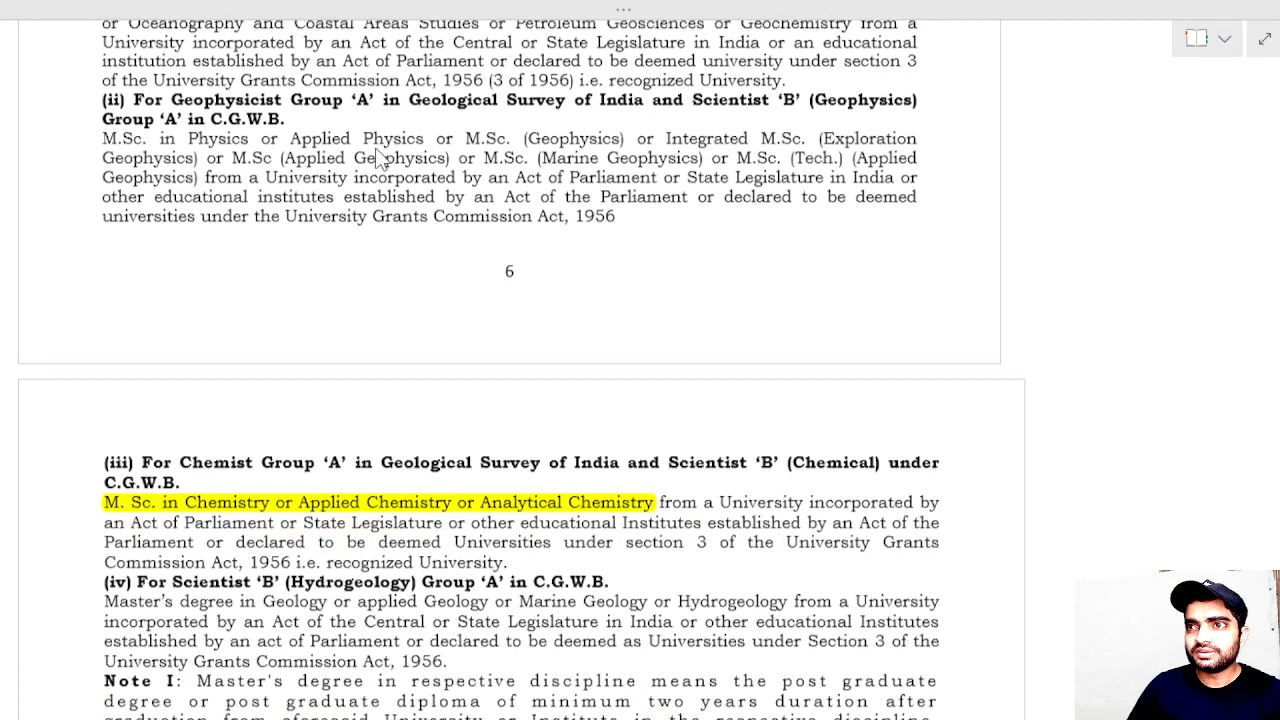 or Oceanography and Coastal Areas Studies or Petroleum Geosciences or Geochemistry from a
University incorporated by an Act of the Central or State Legislature in India or an educational
institution established by an Act of Parliament or declared to be deemed university under section 3
of the University Grants Commission Act, 1956 (3 of 1956) i.e. recognized University.
(ii) For Geophysicist Group ‘A’ in Geological Survey of India and Scientist ‘B’ (Geophysics)
Group ‘A’ in C.G.W.B.
M.Sc. in Physics or Applied Physics or M.Sc. (Geophysics) or Integrated M.Sc. (Exploration
Geophysics) or M.Sc (Applied Geophysics) or M.Sc. (Marine Geophysics) or M.Sc. (Tech.) (Applied
Geophysics) from a University incorporated by an Act of Parliament or State Legislature in India or
other educational institutes established by an Act of the Parliament or declared to be deemed
universities under the University Grants Commission Act, 1956
6
(iii) For Chemist Group ‘A’ in Geological Survey of India and Scientist ‘B’ (Chemical) under
C.G.W.B.
M. Sc. in Chemistry or Applied Chemistry or Analytical Chemistry from a University incorporated by
an Act of Parliament or State Legislature or other educational Institutes established by an Act of the
Parliament or declared to be deemed Universities under section 3 of the University Grants
Commission Act, 1956 i.e. recognized University.
(iv) For Scientist ‘B’ (Hydrogeology) Group ‘A’ in C.G.W.B.
Master’s degree in Geology or applied Geology or Marine Geology or Hydrogeology from a University
incorporated by an Act of the Central or State Legislature in India or other educational Institutes
established by an act of Parliament or declared to be deemed as Universities under Section 3 of the
University Grants Commission Act, 1956.
Note I: Master's degree in respective discipline means the post graduate
degree or post graduate diploma of minimum two years duration after
graduation from aforesaid University or Institute in the respective discipline.